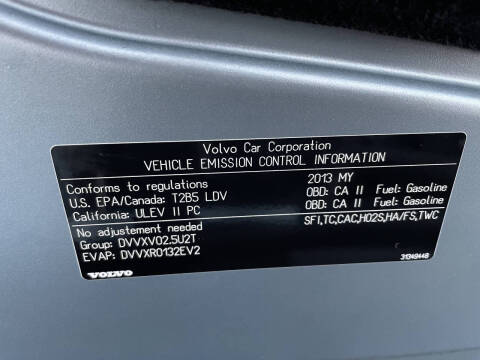 Volvo Car Corporation
VEHICLE EMISSION CONTROL INFORMATION
Conforms to regulations 2013 MY
U.S. EPA/Canada: T2B5 LDV OBD: CA II Fuel: Gasoline
California: ULEV II PC OBD: CA II Fuel: Gasoline
No adjustement needed SFI,TC,CAC,HO2S,HA/FS,TWC
Group: DVVXV02.5U2T
EVAP: DVVXR0132EV2
VOLVO 31349448